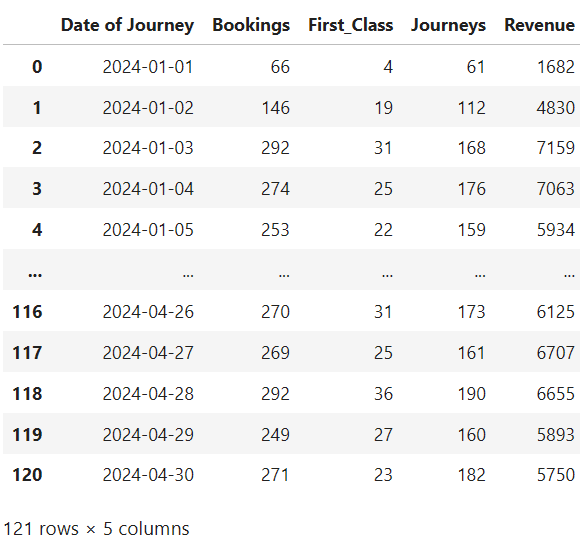 Date of Journey Bookings First_Class Journeys Revenue
0 2024-01-01 66 4 61 1682
1 2024-01-02 146 19 112 4830
2 2024-01-03 292 31 168 7159
3 2024-01-04 274 25 176 7063
4 2024-01-05 253 22 159 5934
... ... ... ... ... ...
116 2024-04-26 270 31 173 6125
117 2024-04-27 269 25 161 6707
118 2024-04-28 292 36 190 6655
119 2024-04-29 249 27 160 5893
120 2024-04-30 271 23 182 5750
121 rows × 5 columns